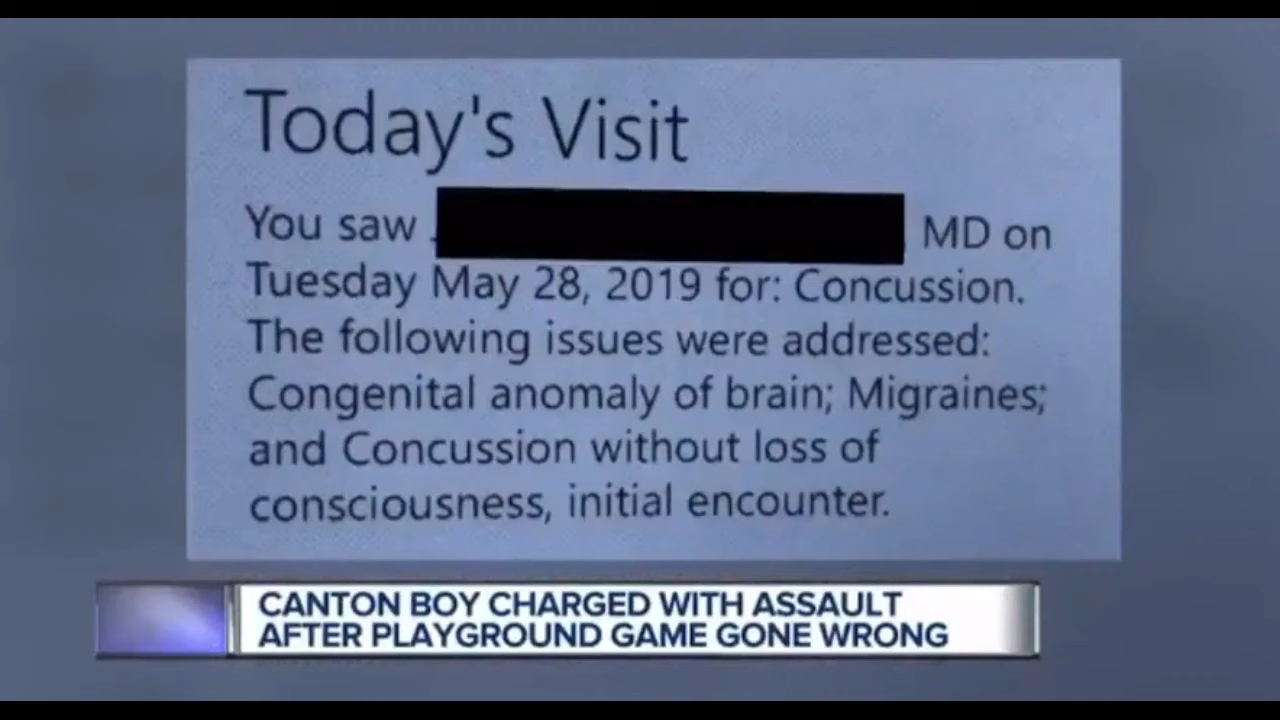 Today's Visit
You saw MD on
Tuesday May 28, 2019 for: Concussion.
The following issues were addressed:
Congenital anomaly of brain; Migraines;
and Concussion without loss of
consciousness, initial encounter.
CANTON BOY CHARGED WITH ASSAULT
AFTER PLAYGROUND GAME GONE WRONG